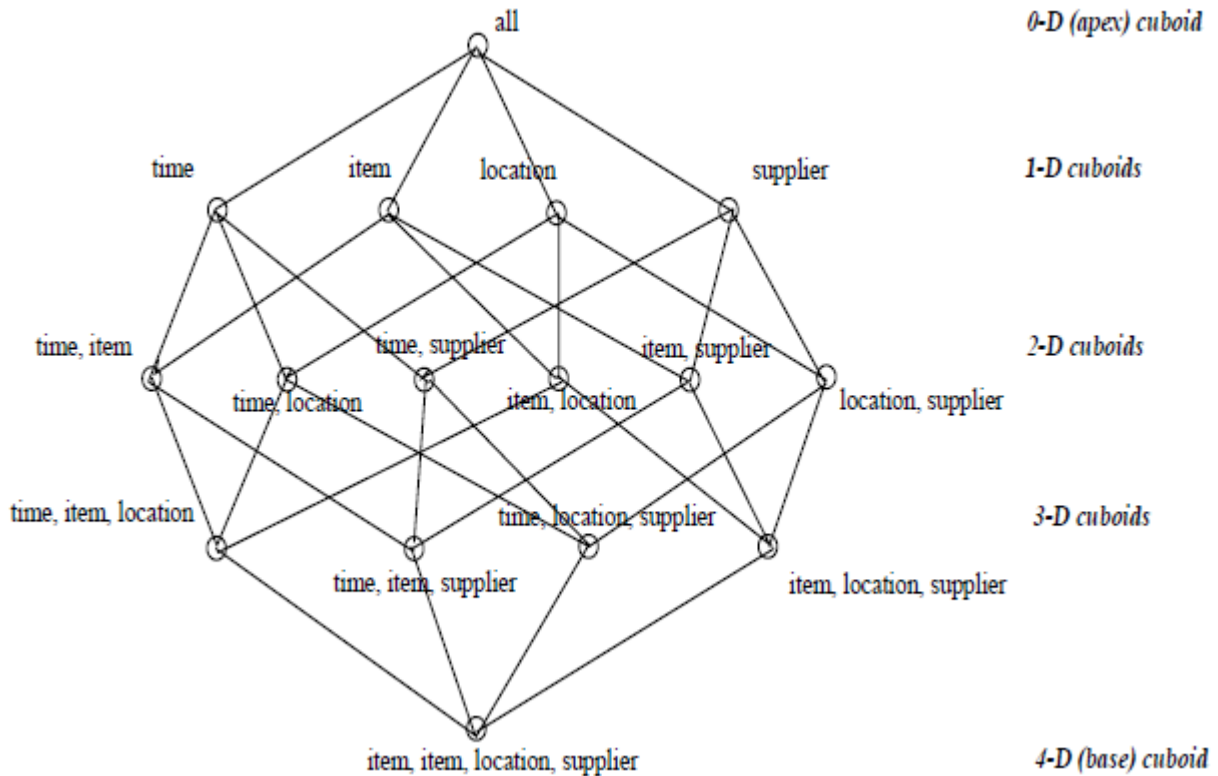 all
0-D (apex) cuboid
time
item
location
supplier
1-D cuboids
time, item
time, supplier
item, supplier
2-D cuboids
time, location
item, location
location, supplier
time, item, location
time, location, supplier
3-D cuboids
time, item, supplier
item, location, supplier
item, item, location, supplier
4-D (base) cuboid